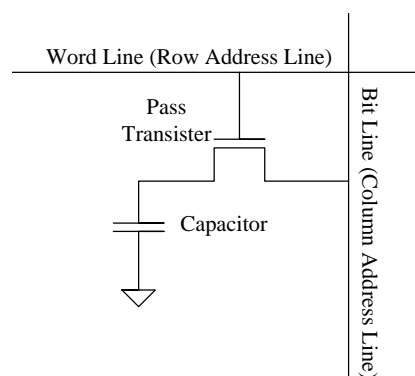 Word Line (Row Address Line)
Pass
Transister
Capacitor
Bit Line (Column Address Line)